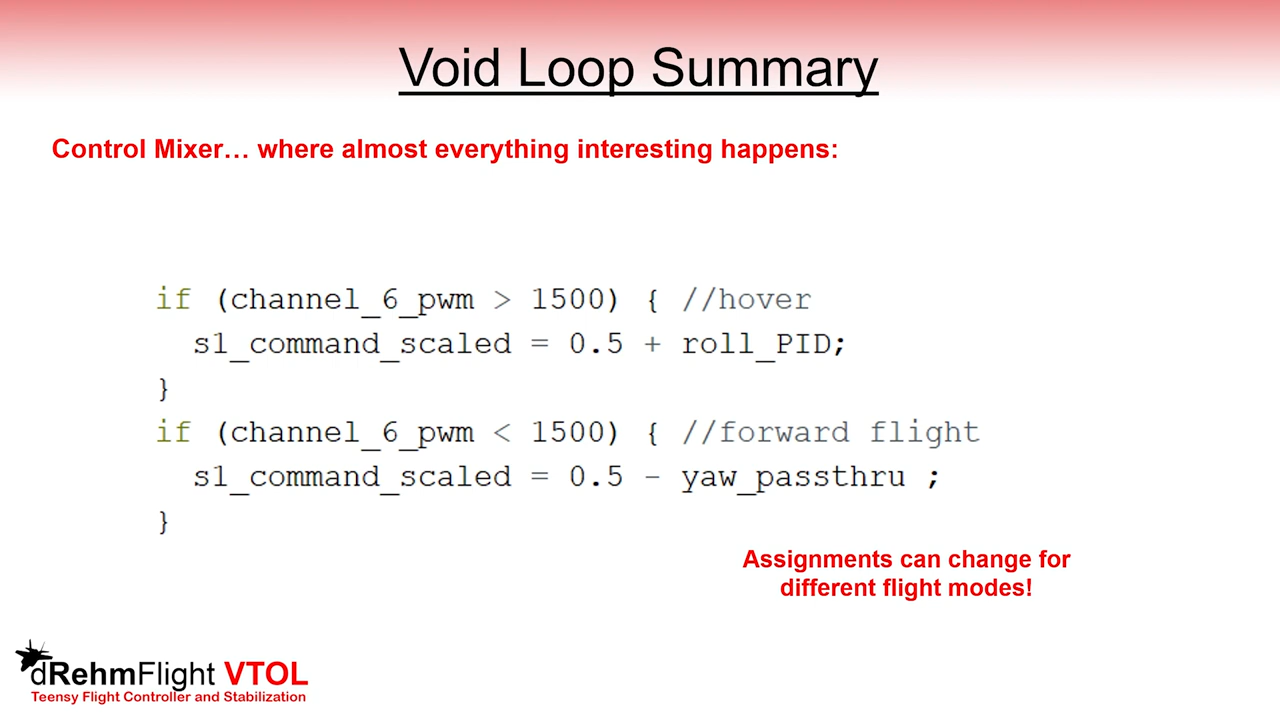 Void Loop Summary
Control Mixer… where almost everything interesting happens:
if (channel_6_pwm > 1500) { //hover
  s1_command_scaled = 0.5 + roll_PID;
}
if (channel_6_pwm < 1500) { //forward flight
  s1_command_scaled = 0.5 - yaw_passthru ;
}
Assignments can change for
different flight modes!
dRehmFlight VTOL
Teensy Flight Controller and Stabilization